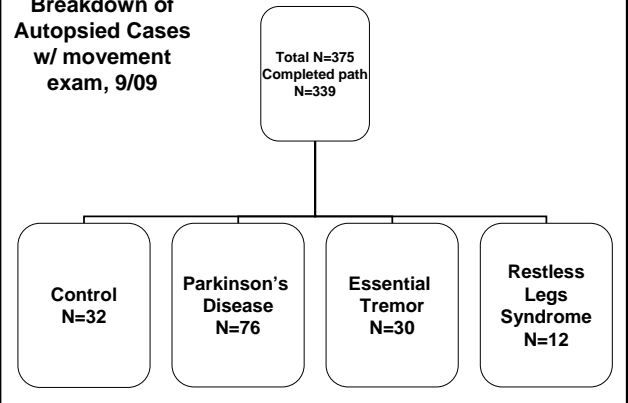 Breakdown of
Autopsied Cases
w/ movement
exam, 9/09
Total N=375
Completed path
N=339
Control
N=32
Parkinson's
Disease
N=76
Essential
Tremor
N=30
Restless
Legs
Syndrome
N=12